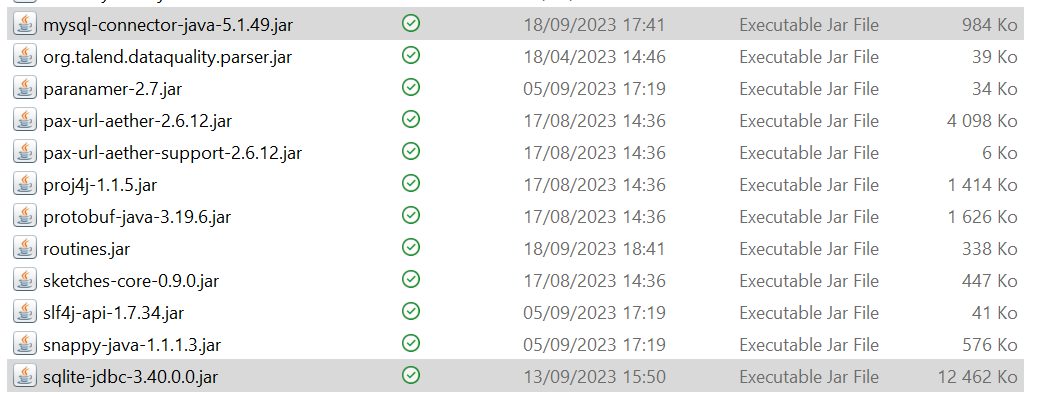 mysql-connector-java-5.1.49.jar 18/09/2023 17:41 Executable Jar File 984 Ko
org.talend.dataquality.parser.jar 18/04/2023 14:46 Executable Jar File 39 Ko
paranamer-2.7.jar 05/09/2023 17:19 Executable Jar File 34 Ko
pax-url-aether-2.6.12.jar 17/08/2023 14:36 Executable Jar File 4 098 Ko
pax-url-aether-support-2.6.12.jar 17/08/2023 14:36 Executable Jar File 6 Ko
proj4j-1.1.5.jar 17/08/2023 14:36 Executable Jar File 1 414 Ko
protobuf-java-3.19.6.jar 17/08/2023 14:36 Executable Jar File 1 626 Ko
routines.jar 18/09/2023 18:41 Executable Jar File 338 Ko
sketches-core-0.9.0.jar 17/08/2023 14:36 Executable Jar File 447 Ko
slf4j-api-1.7.34.jar 05/09/2023 17:19 Executable Jar File 41 Ko
snappy-java-1.1.1.3.jar 05/09/2023 17:19 Executable Jar File 576 Ko
sqlite-jdbc-3.40.0.0.jar 13/09/2023 15:50 Executable Jar File 12 462 Ko